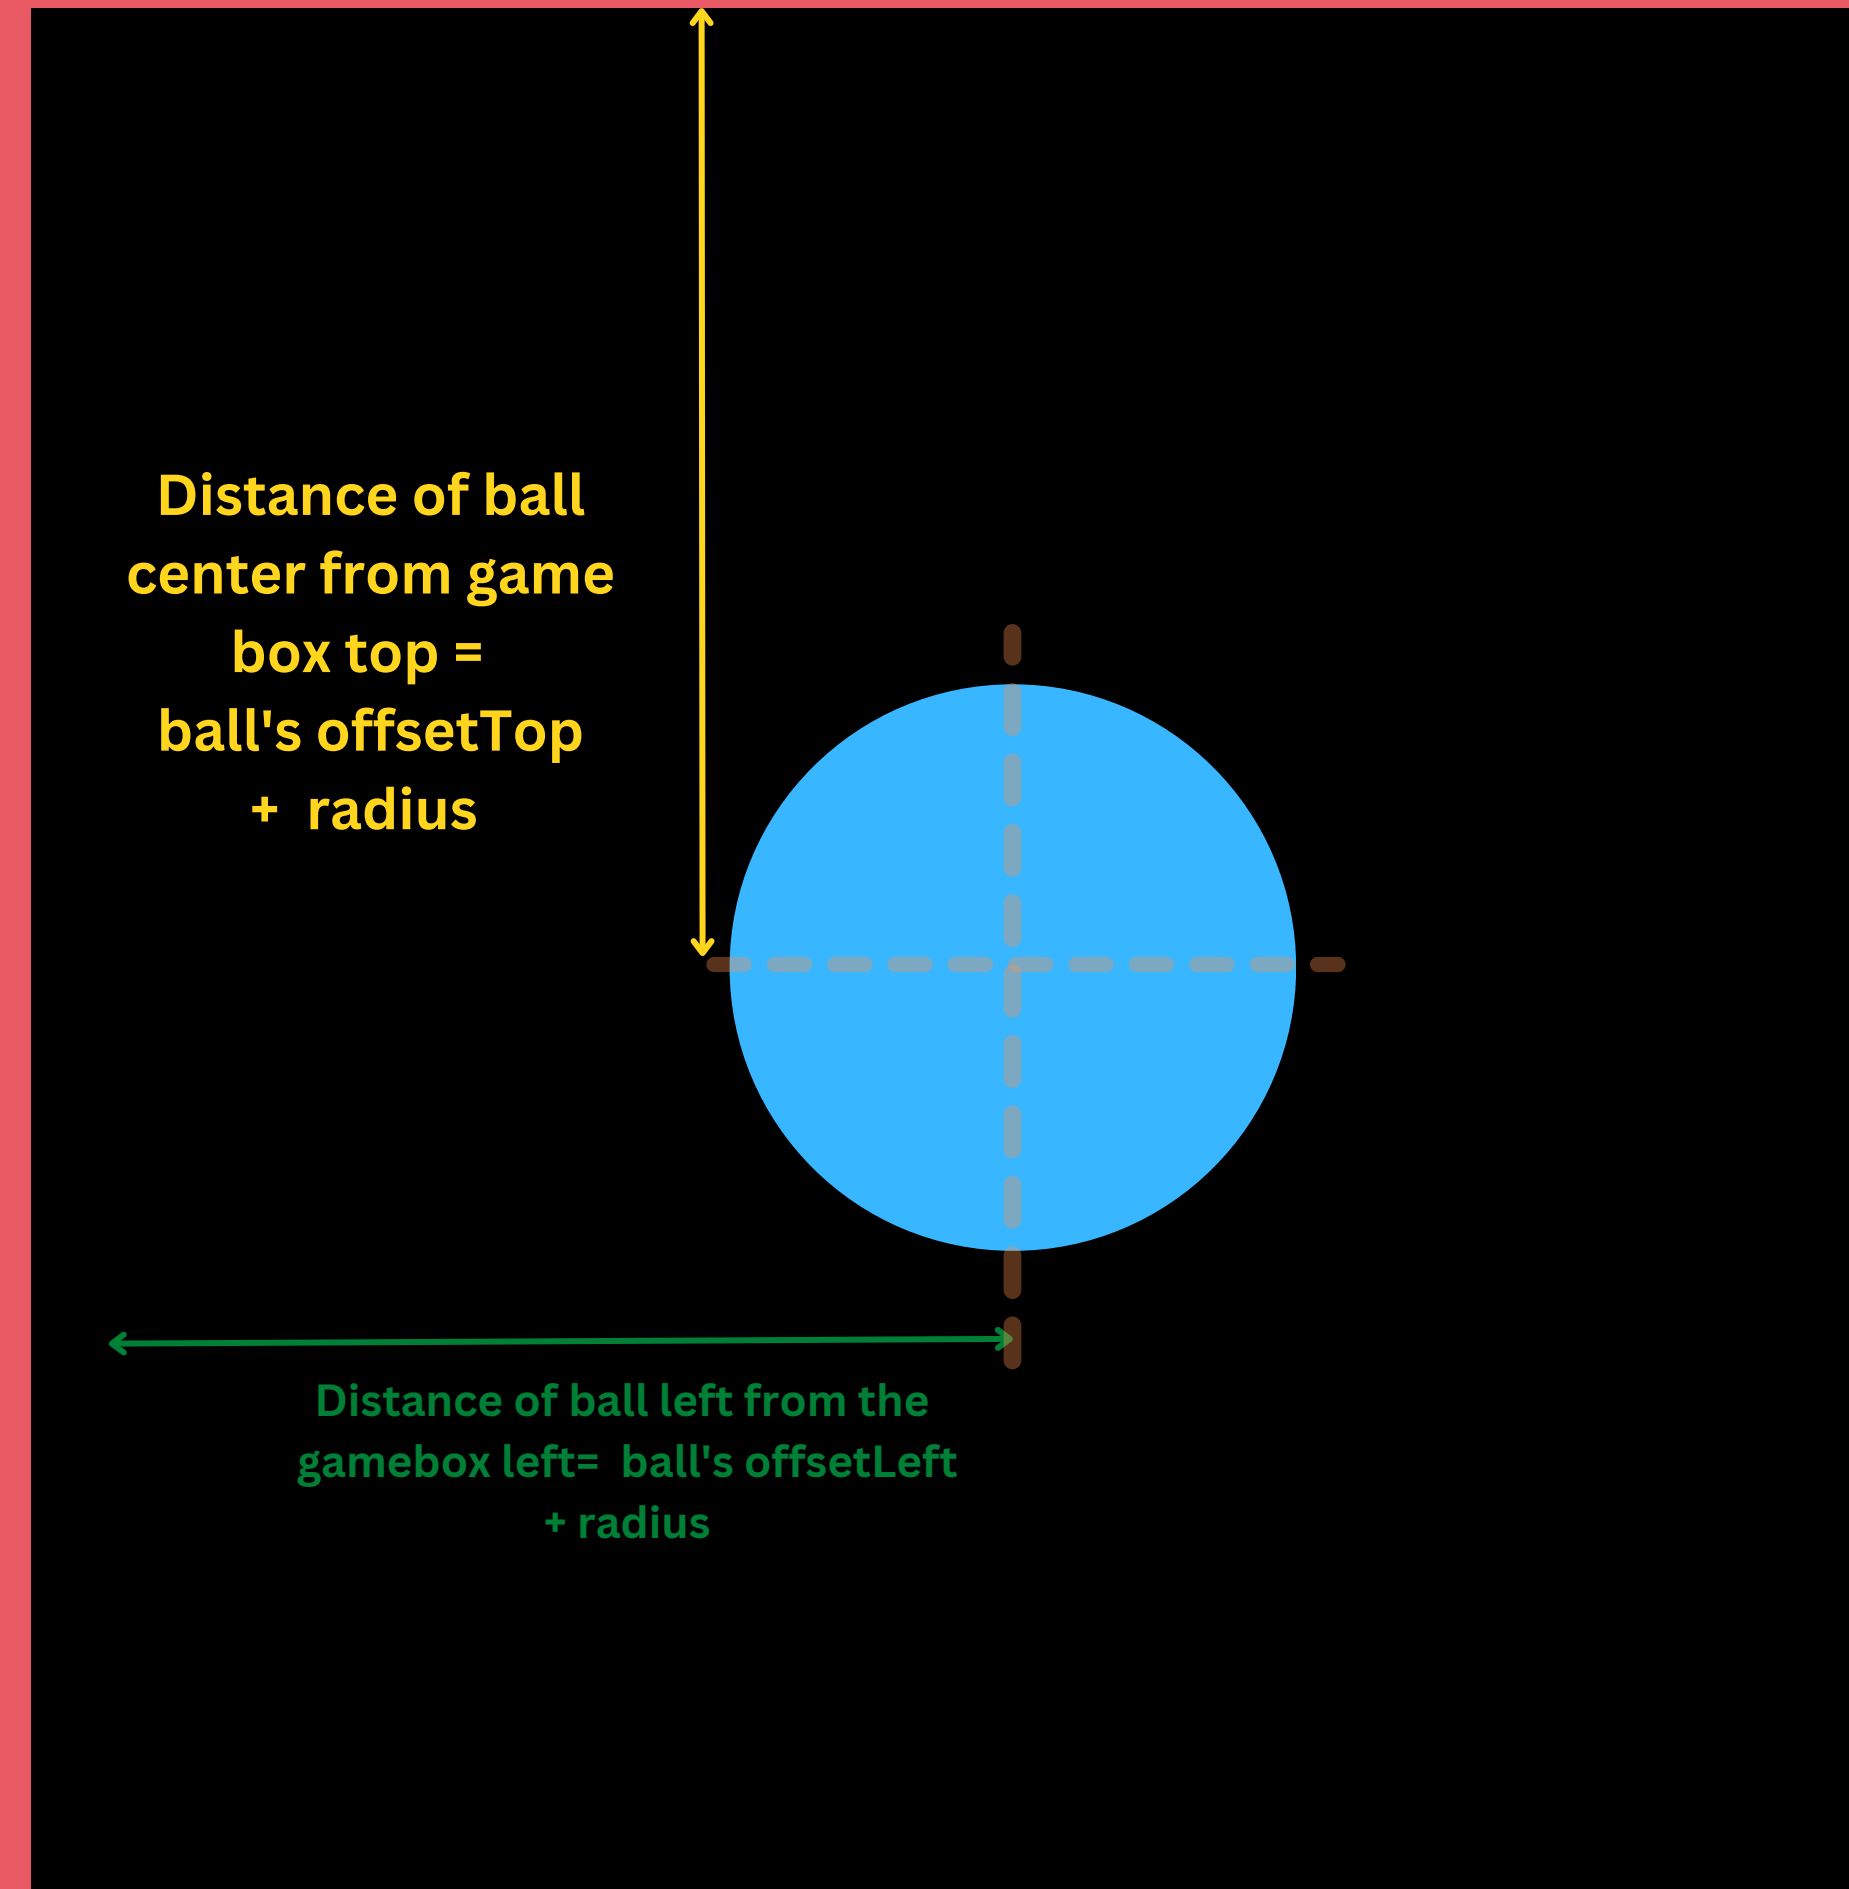 Distance of ball
center from game
box top =
ball's offsetTop
+ radius
Distance of ball left from the
gamebox left= ball's offsetLeft
+ radius